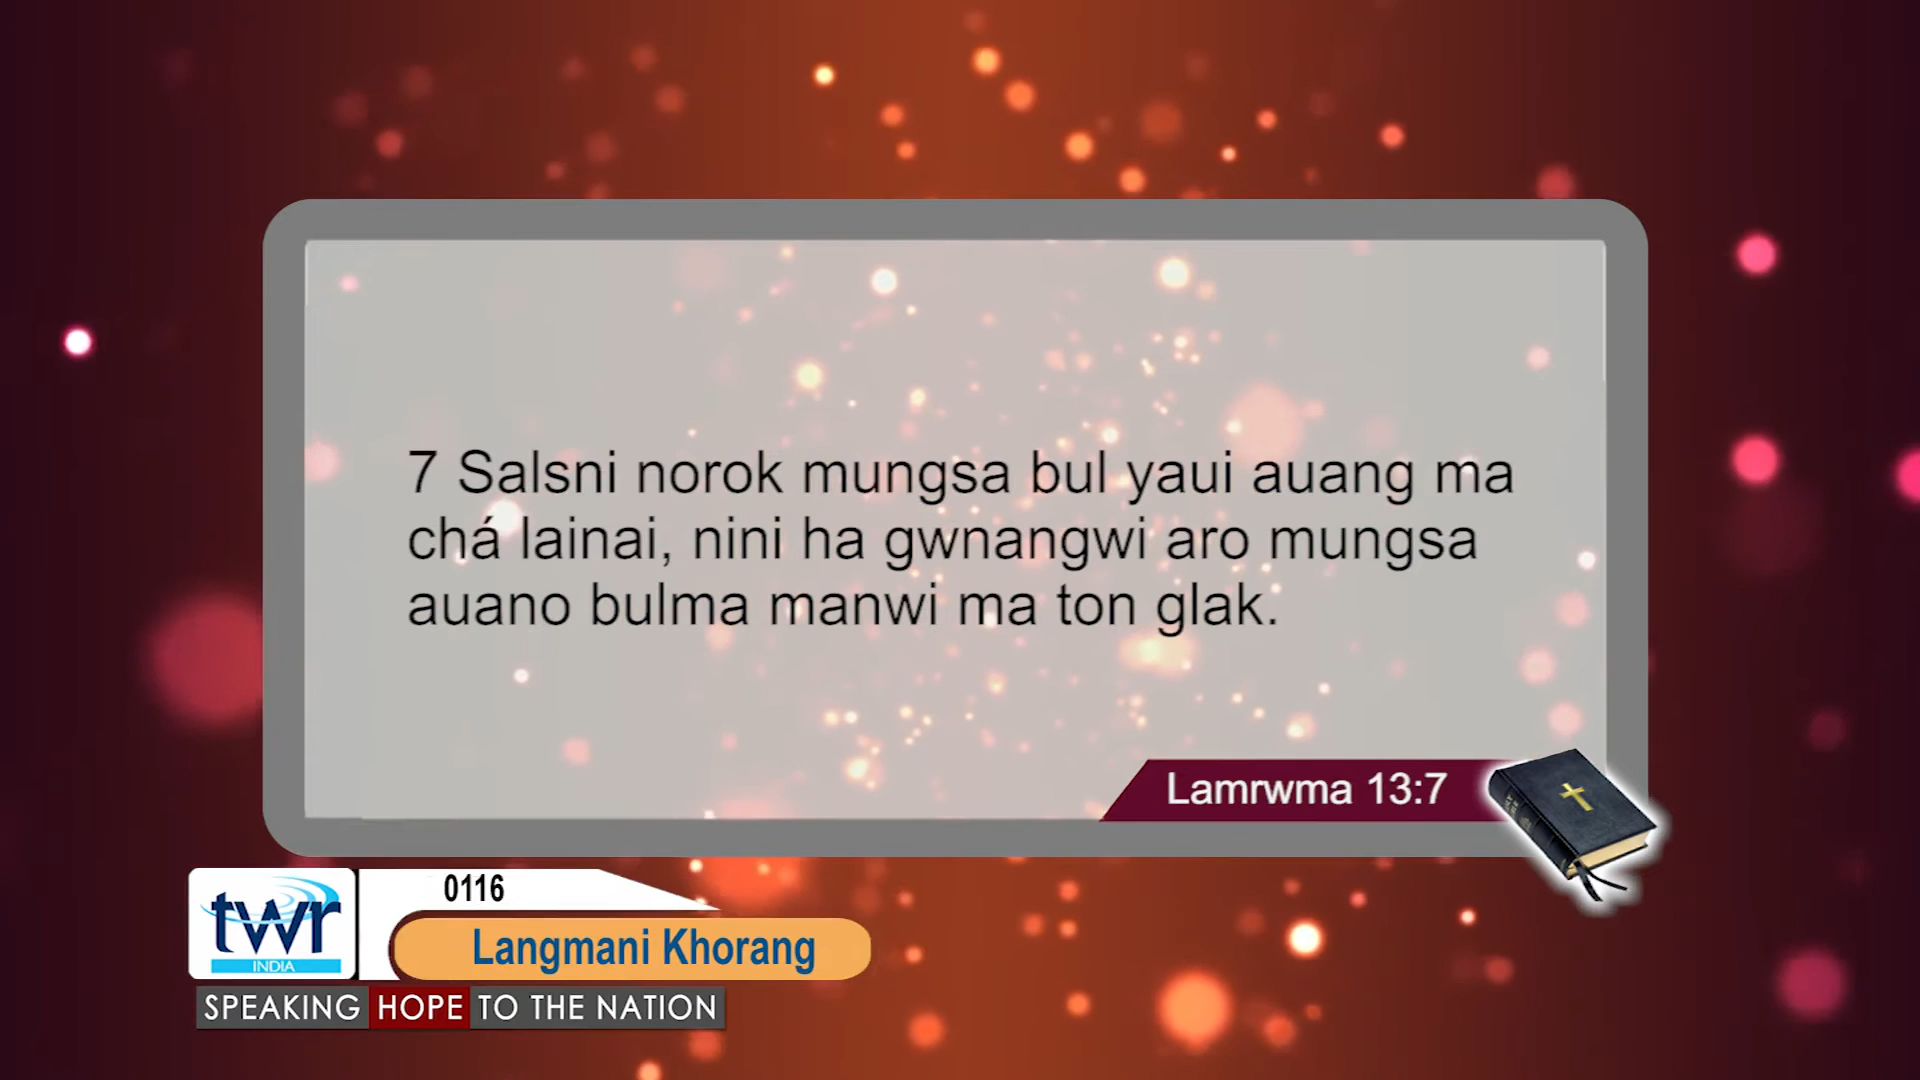 7 Salsni norok mungsa bul yaui auang ma
chá lainai, nini ha gwnangwi aro mungsa
auano bulma manwi ma ton glak.
Lamrwma 13:7
0116
twr
INDIA
Langmani Khorang
SPEAKING HOPE TO THE NATION